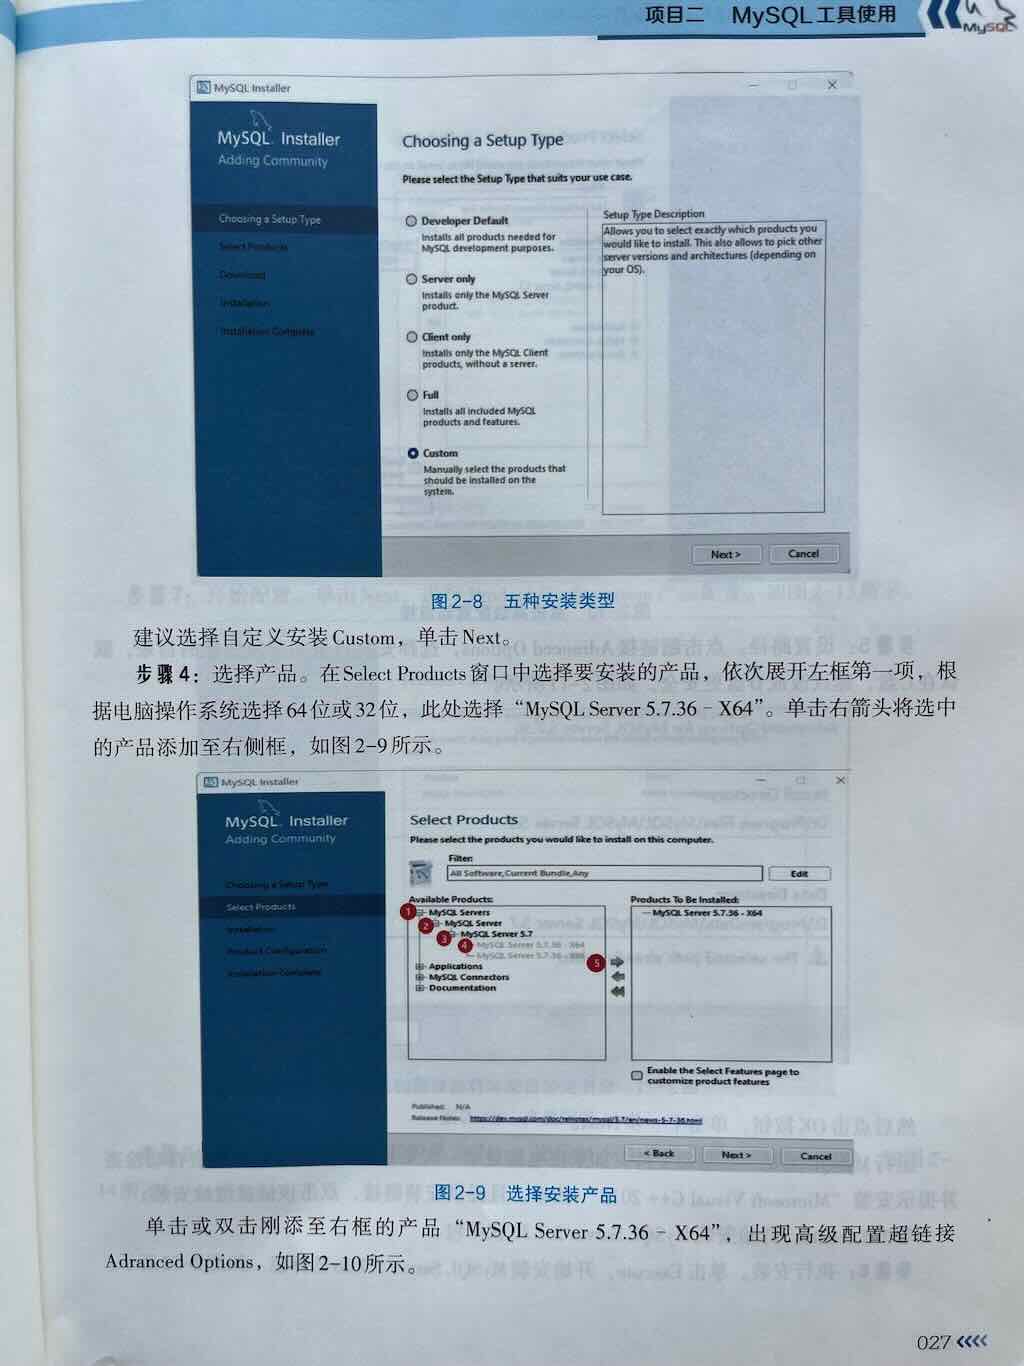 项目二 MySQL工具使用
MySQL
MySQL Installer
MySQL Installer
Adding Community
Choosing a Setup Type
Select Products
Download
Installation
Installation Complete
Choosing a Setup Type
Please select the Setup Type that suits your use case.
Developer Default
Installs all products needed for
MySQL development purposes.
Server only
Installs only the MySQL Server
product.
Client only
Installs only the MySQL Client
products, without a server.
Full
Installs all included MySQL
products and features.
Custom
Manually select the products that
should be installed on the
system.
Setup Type Description
Allows you to select exactly which products you
would like to install. This also allows to pick other
server versions and architectures (depending on
your OS).
Next >
Cancel
图2-8 五种安装类型
建议选择自定义安装Custom，单击Next。
步骤4：选择产品。在Select Products窗口中选择要安装的产品，依次展开左框第一项，根
据电脑操作系统选择64位或32位，此处选择“MySQL Server 5.7.36 - X64”。单击右箭头将选中
的产品添加至右侧框，如图2-9所示。
MySQL Installer
MySQL Installer
Adding Community
Choosing a Setup Type
Select Products
Installation
Product Configuration
Installation Complete
Select Products
Please select the products you would like to install on this computer.
Filter:
All Software,Current Bundle,Any
Edit
Available Products:
1 MySQL Servers
2 MySQL Server
3 MySQL Server 5.7
4 MySQL Server 5.7.36 - X64
MySQL Server 5.7.36 - X86
5
Applications
MySQL Connectors
Documentation
Products To Be Installed:
MySQL Server 5.7.36 - X64
Enable the Select Features page to
customize product features
Published: N/A
Release Notes: https://dev.mysql.com/doc/relnotes/mysql/5.7/en/news-5-7-36.html
< Back
Next >
Cancel
图2-9 选择安装产品
单击或双击刚添至右框的产品“MySQL Server 5.7.36 - X64”，出现高级配置超链接
Adranced Options，如图2-10所示。
027